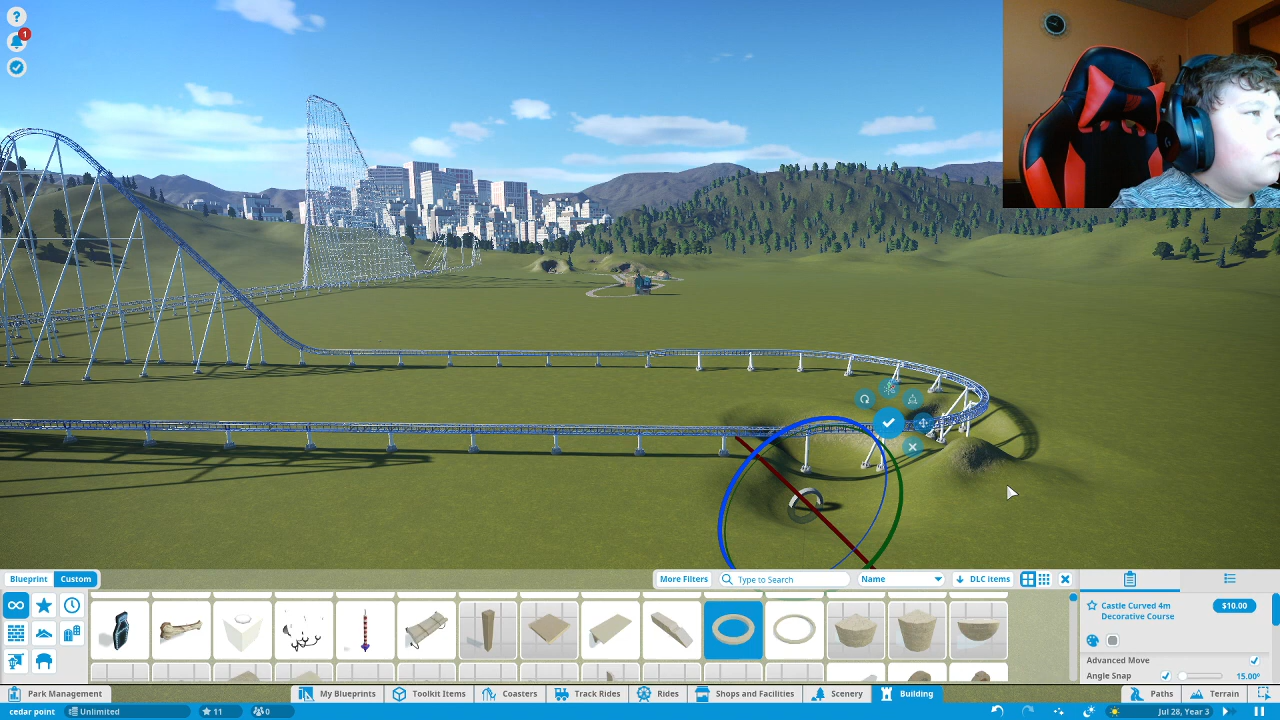 ?
1
Blueprint Custom More Filters Type to Search Name DLC items
Castle Curved 4m
Decorative Course $10.00
Advanced Move
Angle Snap 15.00°
Park Management My Blueprints Toolkit Items Coasters Track Rides Rides Shops and Facilities Scenery Building Paths Terrain
cedar point Unlimited 11 0 Jul 28, Year 3